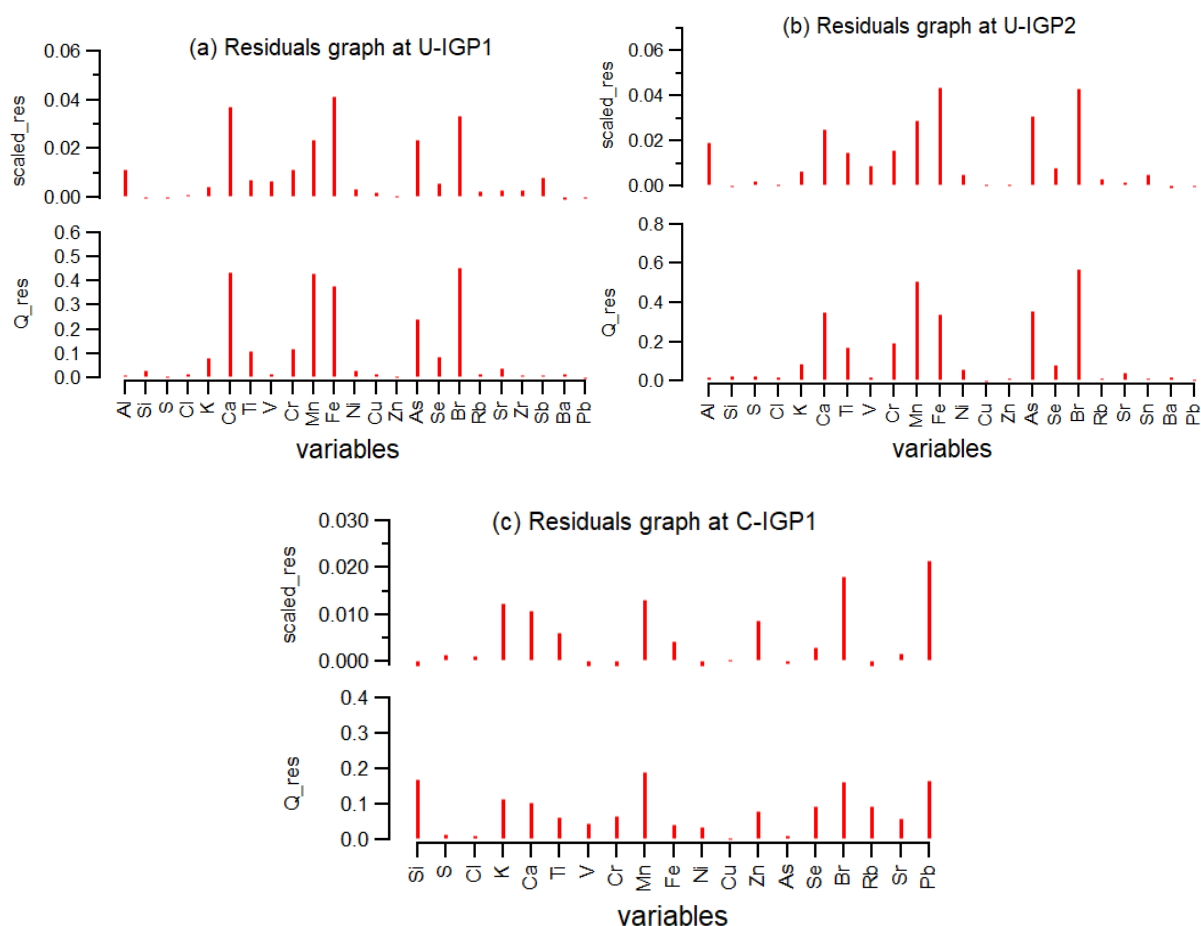 (a) Residuals graph at U-IGP1
scaled_res
0.06
0.04
0.02
0.00
Q_res
0.6
0.5
0.4
0.3
0.2
0.1
0.0
Al Si S Cl K Ca Ti V Cr Mn Fe Ni Cu Zn As Se Br Rb Sr Zr Sb Ba Pb
variables
(b) Residuals graph at U-IGP2
scaled_res
0.06
0.04
0.02
0.00
Q_res
0.8
0.6
0.4
0.2
0.0
Al Si S Cl K Ca Ti V Cr Mn Fe Ni Cu Zn As Se Br Rb Sr Sn Ba Pb
variables
(c) Residuals graph at C-IGP1
scaled_res
0.030
0.020
0.010
0.000
Q_res
0.4
0.3
0.2
0.1
0.0
Si S Cl K Ca Ti V Cr Mn Fe Ni Cu Zn As Se Br Rb Sr Pb
variables